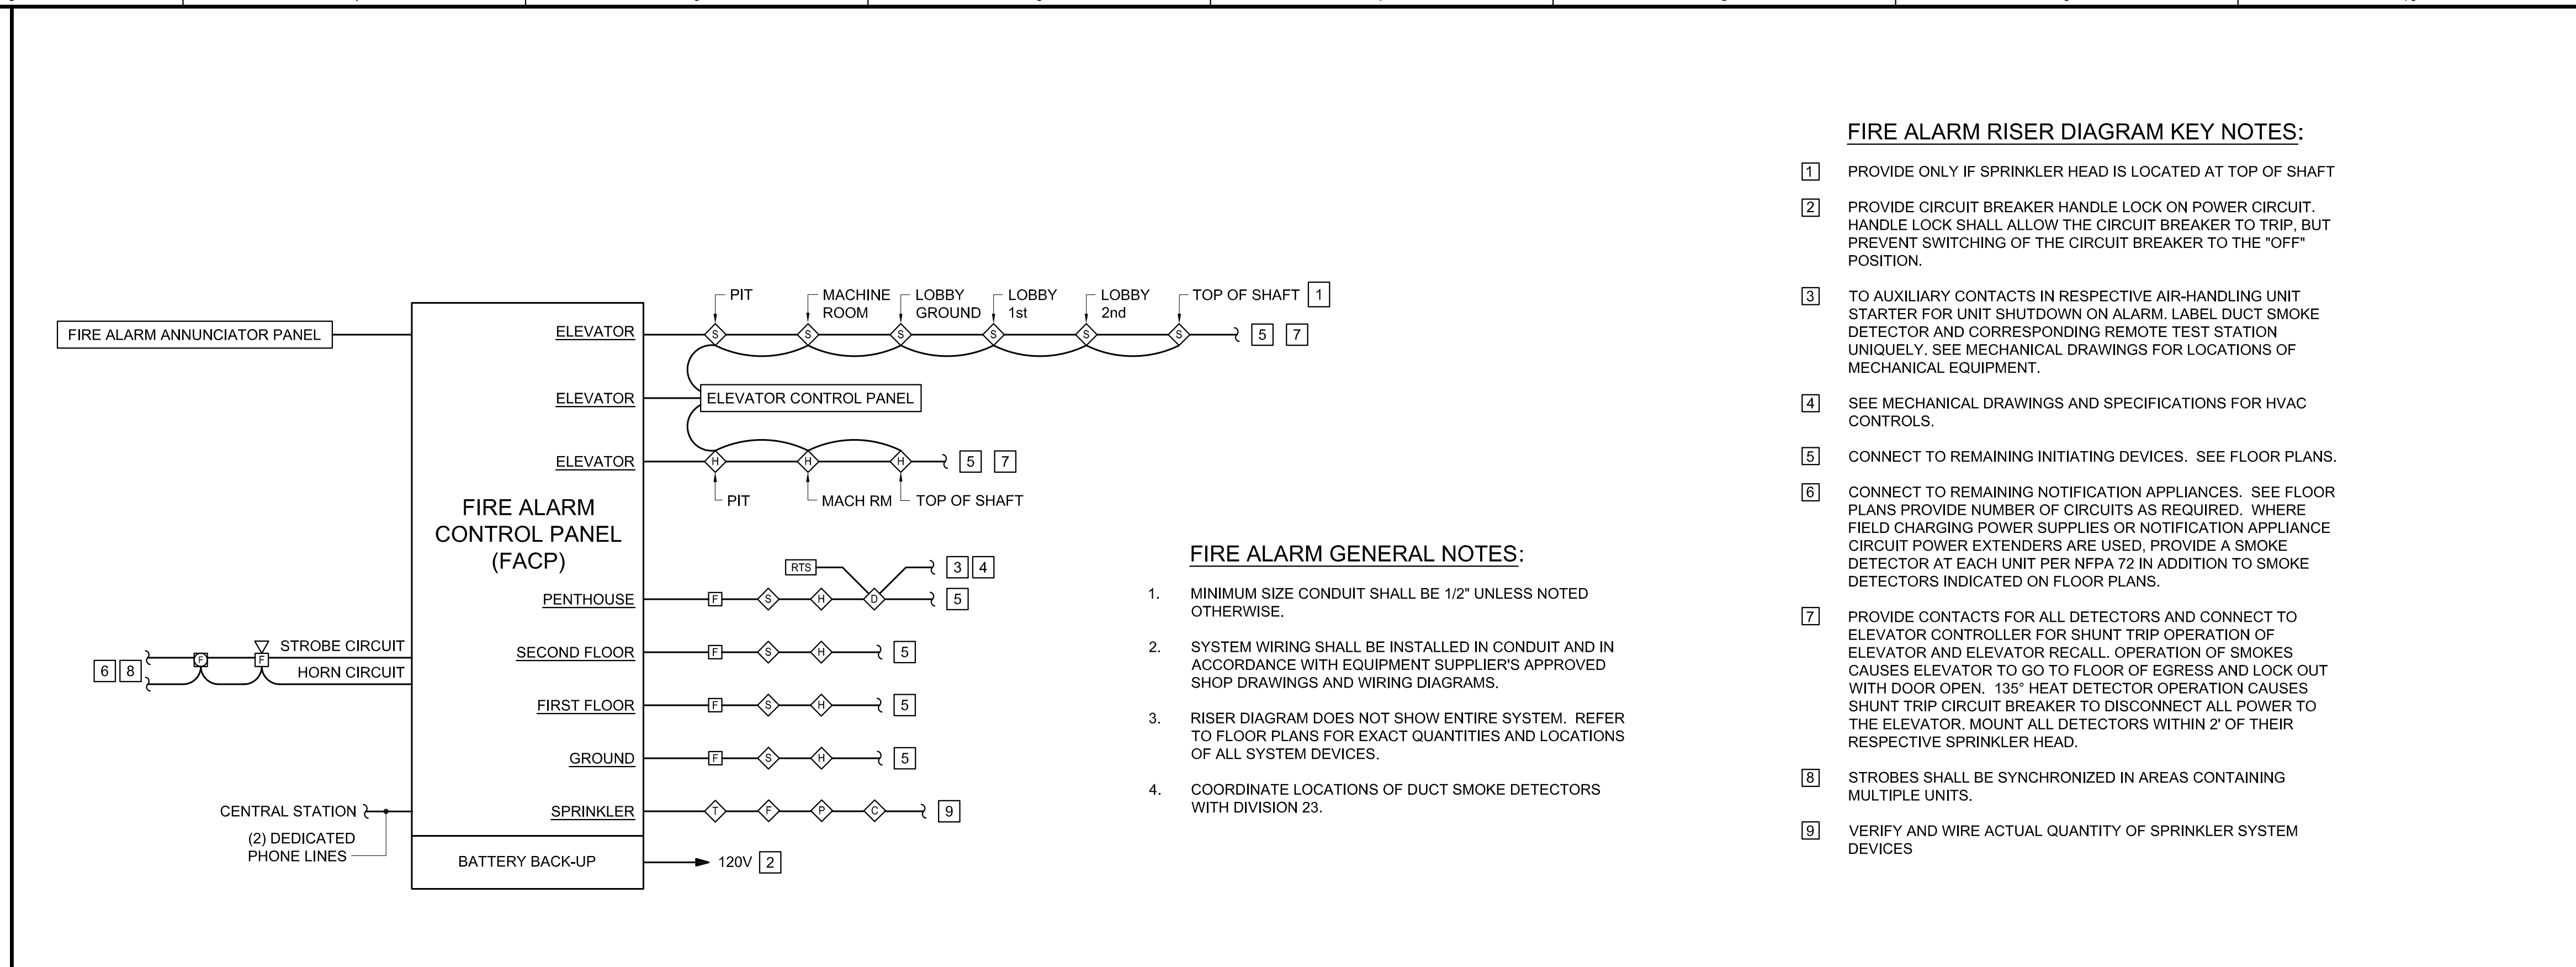 FIRE ALARM ANNUNCIATOR PANEL
ELEVATOR
ELEVATOR
ELEVATOR
FIRE ALARM
CONTROL PANEL
(FACP)
PENTHOUSE
SECOND FLOOR
FIRST FLOOR
GROUND
SPRINKLER
BATTERY BACK-UP
STROBE CIRCUIT
HORN CIRCUIT
F F
6 8
CENTRAL STATION
(2) DEDICATED
PHONE LINES
PIT
MACHINE
ROOM
LOBBY
GROUND
LOBBY
1st
LOBBY
2nd
TOP OF SHAFT 1
S S S S S S 5 7
ELEVATOR CONTROL PANEL
H H H 5 7
PIT
MACH RM
TOP OF SHAFT
RTS 3 4
F S H D 5
F S H 5
F S H 5
F S H 5
T F P C 9
120V 2
FIRE ALARM GENERAL NOTES:
1. MINIMUM SIZE CONDUIT SHALL BE 1/2" UNLESS NOTED
OTHERWISE.
2. SYSTEM WIRING SHALL BE INSTALLED IN CONDUIT AND IN
ACCORDANCE WITH EQUIPMENT SUPPLIER'S APPROVED
SHOP DRAWINGS AND WIRING DIAGRAMS.
3. RISER DIAGRAM DOES NOT SHOW ENTIRE SYSTEM. REFER
TO FLOOR PLANS FOR EXACT QUANTITIES AND LOCATIONS
OF ALL SYSTEM DEVICES.
4. COORDINATE LOCATIONS OF DUCT SMOKE DETECTORS
WITH DIVISION 23.
FIRE ALARM RISER DIAGRAM KEY NOTES:
1 PROVIDE ONLY IF SPRINKLER HEAD IS LOCATED AT TOP OF SHAFT
2 PROVIDE CIRCUIT BREAKER HANDLE LOCK ON POWER CIRCUIT.
HANDLE LOCK SHALL ALLOW THE CIRCUIT BREAKER TO TRIP, BUT
PREVENT SWITCHING OF THE CIRCUIT BREAKER TO THE "OFF"
POSITION.
3 TO AUXILIARY CONTACTS IN RESPECTIVE AIR-HANDLING UNIT
STARTER FOR UNIT SHUTDOWN ON ALARM. LABEL DUCT SMOKE
DETECTOR AND CORRESPONDING REMOTE TEST STATION
UNIQUELY. SEE MECHANICAL DRAWINGS FOR LOCATIONS OF
MECHANICAL EQUIPMENT.
4 SEE MECHANICAL DRAWINGS AND SPECIFICATIONS FOR HVAC
CONTROLS.
5 CONNECT TO REMAINING INITIATING DEVICES. SEE FLOOR PLANS.
6 CONNECT TO REMAINING NOTIFICATION APPLIANCES. SEE FLOOR
PLANS PROVIDE NUMBER OF CIRCUITS AS REQUIRED. WHERE
FIELD CHARGING POWER SUPPLIES OR NOTIFICATION APPLIANCE
CIRCUIT POWER EXTENDERS ARE USED, PROVIDE A SMOKE
DETECTOR AT EACH UNIT PER NFPA 72 IN ADDITION TO SMOKE
DETECTORS INDICATED ON FLOOR PLANS.
7 PROVIDE CONTACTS FOR ALL DETECTORS AND CONNECT TO
ELEVATOR CONTROLLER FOR SHUNT TRIP OPERATION OF
ELEVATOR AND ELEVATOR RECALL. OPERATION OF SMOKES
CAUSES ELEVATOR TO GO TO FLOOR OF EGRESS AND LOCK OUT
WITH DOOR OPEN. 135° HEAT DETECTOR OPERATION CAUSES
SHUNT TRIP CIRCUIT BREAKER TO DISCONNECT ALL POWER TO
THE ELEVATOR. MOUNT ALL DETECTORS WITHIN 2' OF THEIR
RESPECTIVE SPRINKLER HEAD.
8 STROBES SHALL BE SYNCHRONIZED IN AREAS CONTAINING
MULTIPLE UNITS.
9 VERIFY AND WIRE ACTUAL QUANTITY OF SPRINKLER SYSTEM
DEVICES